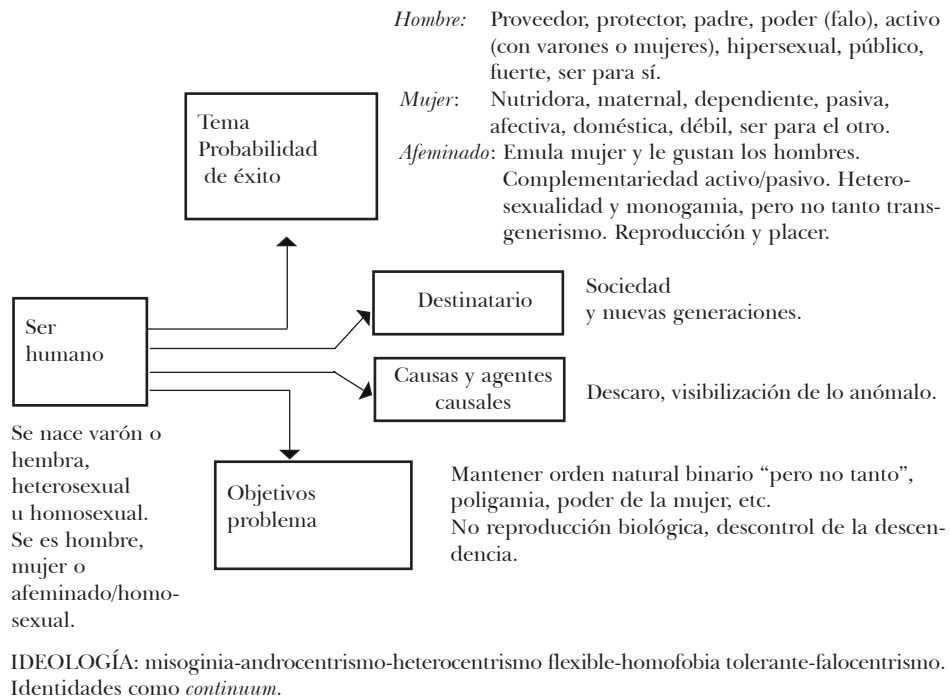 Hombre: Proveedor, protector, padre, poder (falo), activo
(con varones o mujeres), hipersexual, público,
fuerte, ser para sí.
Mujer: Nutridora, maternal, dependiente, pasiva,
afectiva, doméstica, débil, ser para el otro.
Afeminado: Emula mujer y le gustan los hombres.
Complementariedad activo/pasivo. Hetero-
sexualidad y monogamia, pero no tanto trans-
generismo. Reproducción y placer.
Tema
Probabilidad
de éxito
Destinatario
Sociedad
y nuevas generaciones.
Ser
humano
Causas y agentes
causales
Descaro, visibilización de lo anómalo.
Se nace varón o
hembra,
heterosexual
u homosexual.
Se es hombre,
mujer o
afeminado/homo-
sexual.
Objetivos
problema
Mantener orden natural binario “pero no tanto”,
poligamia, poder de la mujer, etc.
No reproducción biológica, descontrol de la descen-
dencia.
IDEOLOGÍA: misoginia-androcentrismo-heterocentrismo flexible-homofobia tolerante-falocentrismo.
Identidades como continuum.